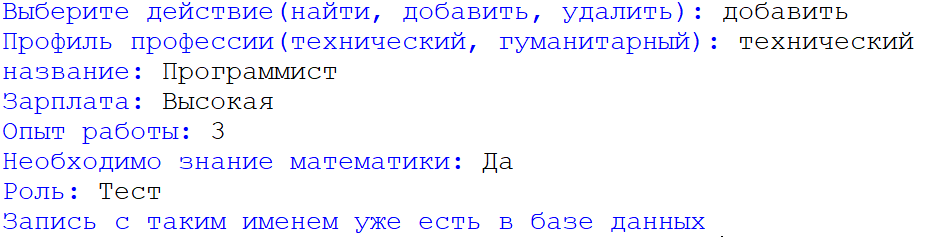 Выберите действие(найти, добавить, удалить): добавить
Профиль профессии(технический, гуманитарный): технический
название: Программист
Зарплата: Высокая
Опыт работы: 3
Необходимо знание математики: Да
Роль: Тест
Запись с таким именем уже есть в базе данных